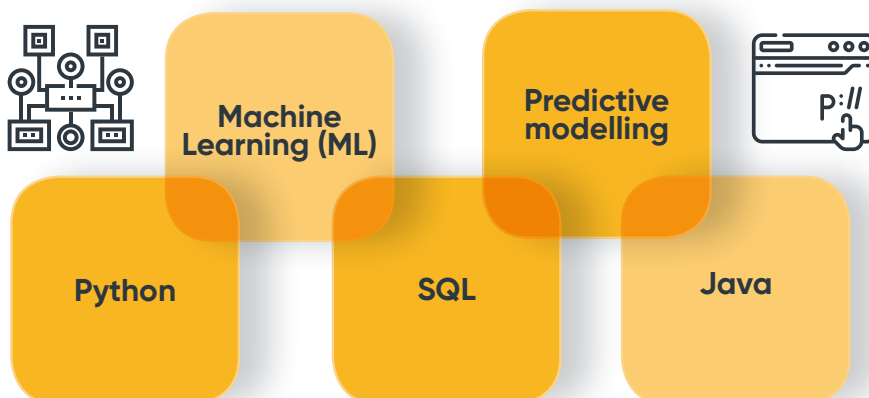 Machine
Learning (ML)
Predictive
modelling
P://
Python
SQL
Java